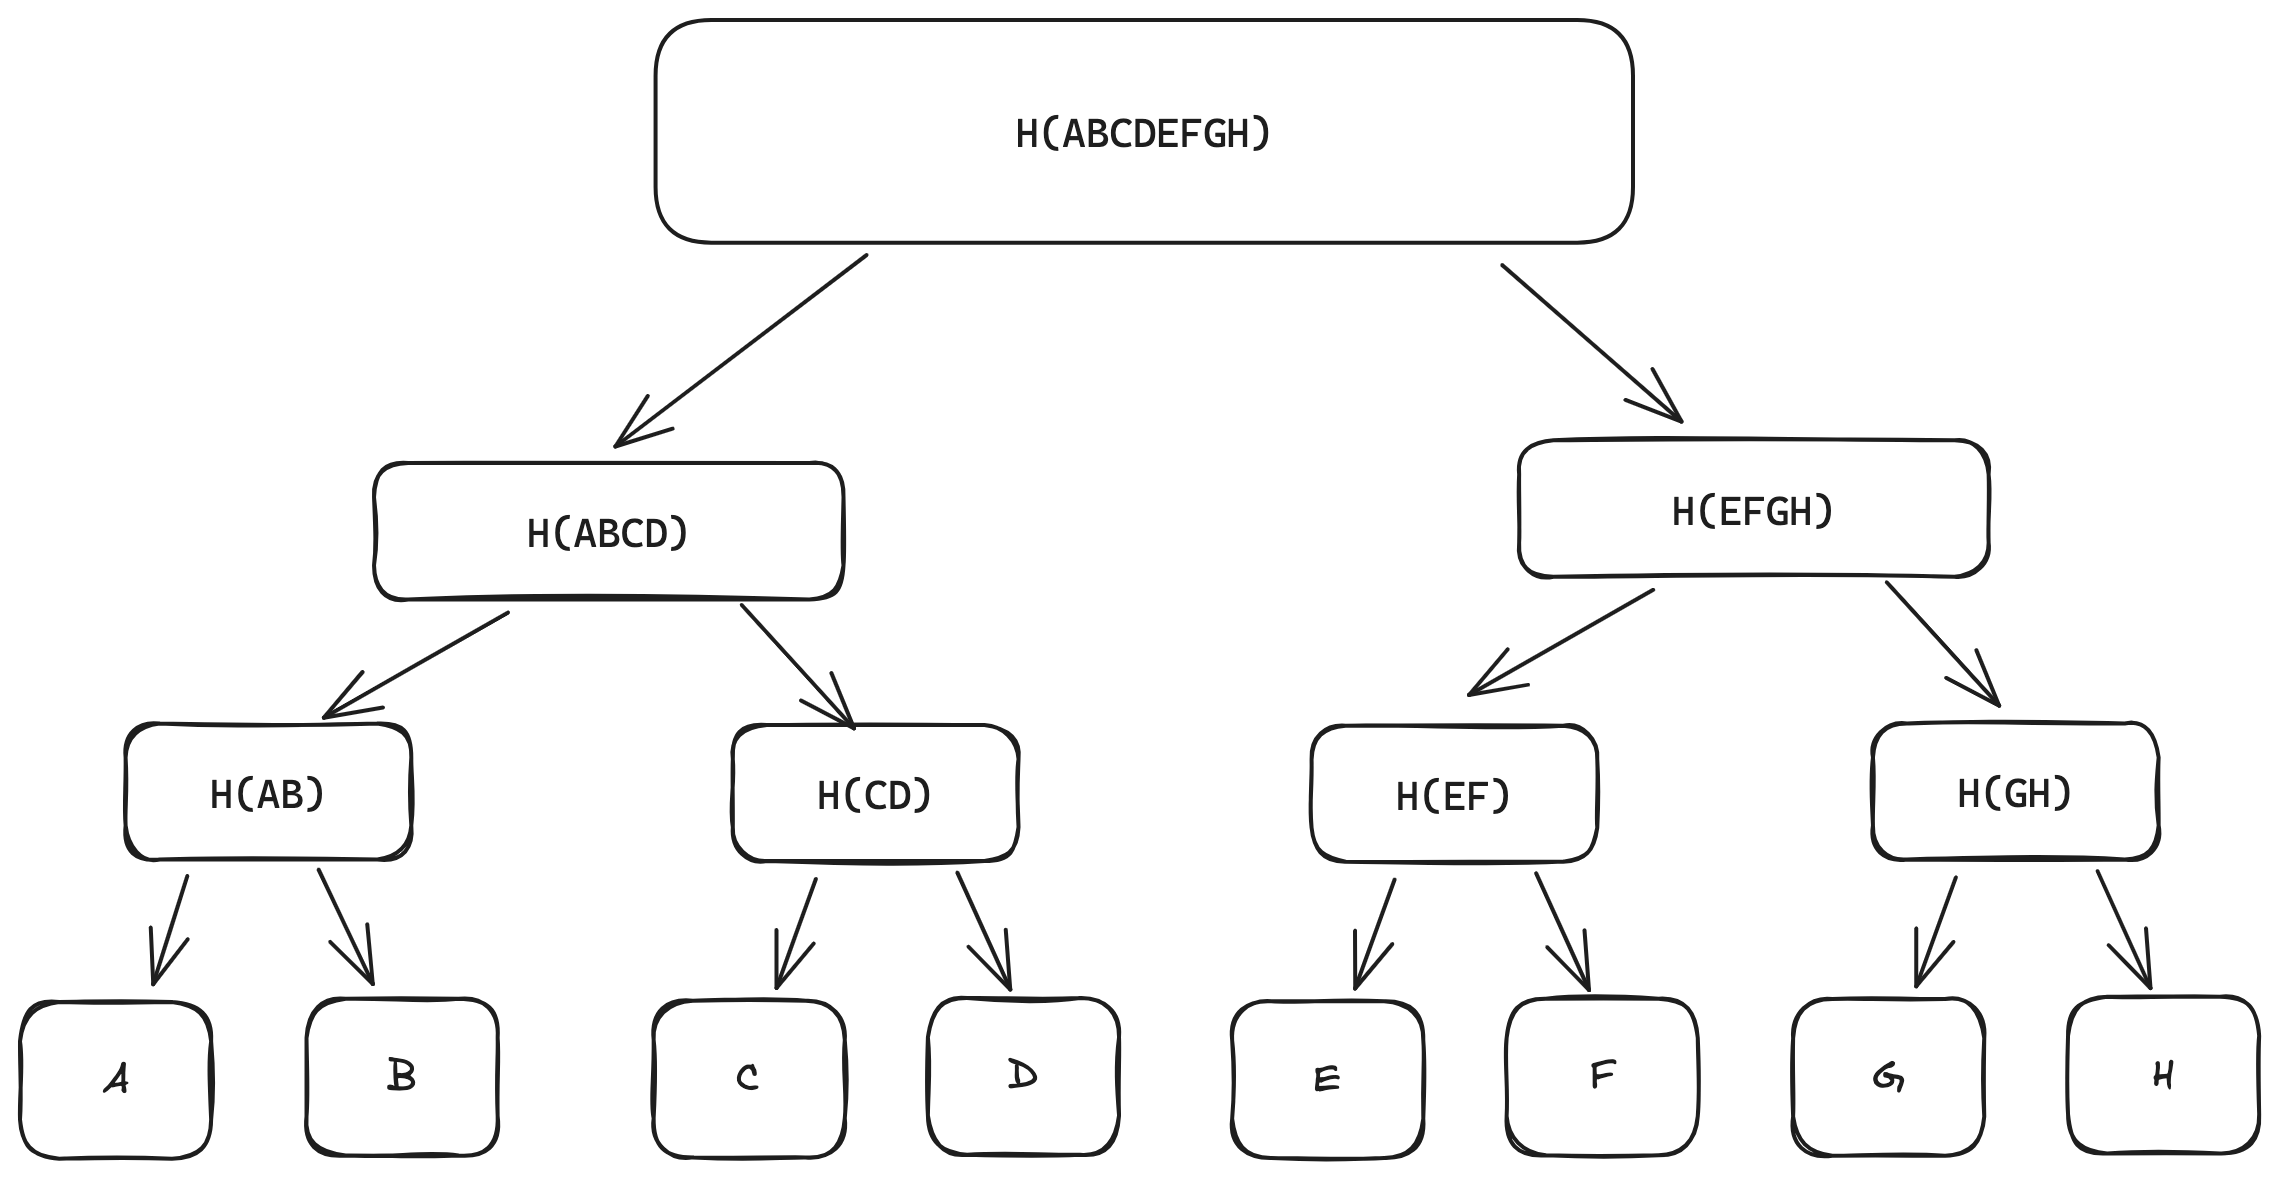 H(ABCDEFGH)
H(ABCD)
H(EFGH)
H(AB)
H(CD)
H(EF)
H(GH)
A
B
C
D
E
F
G
H